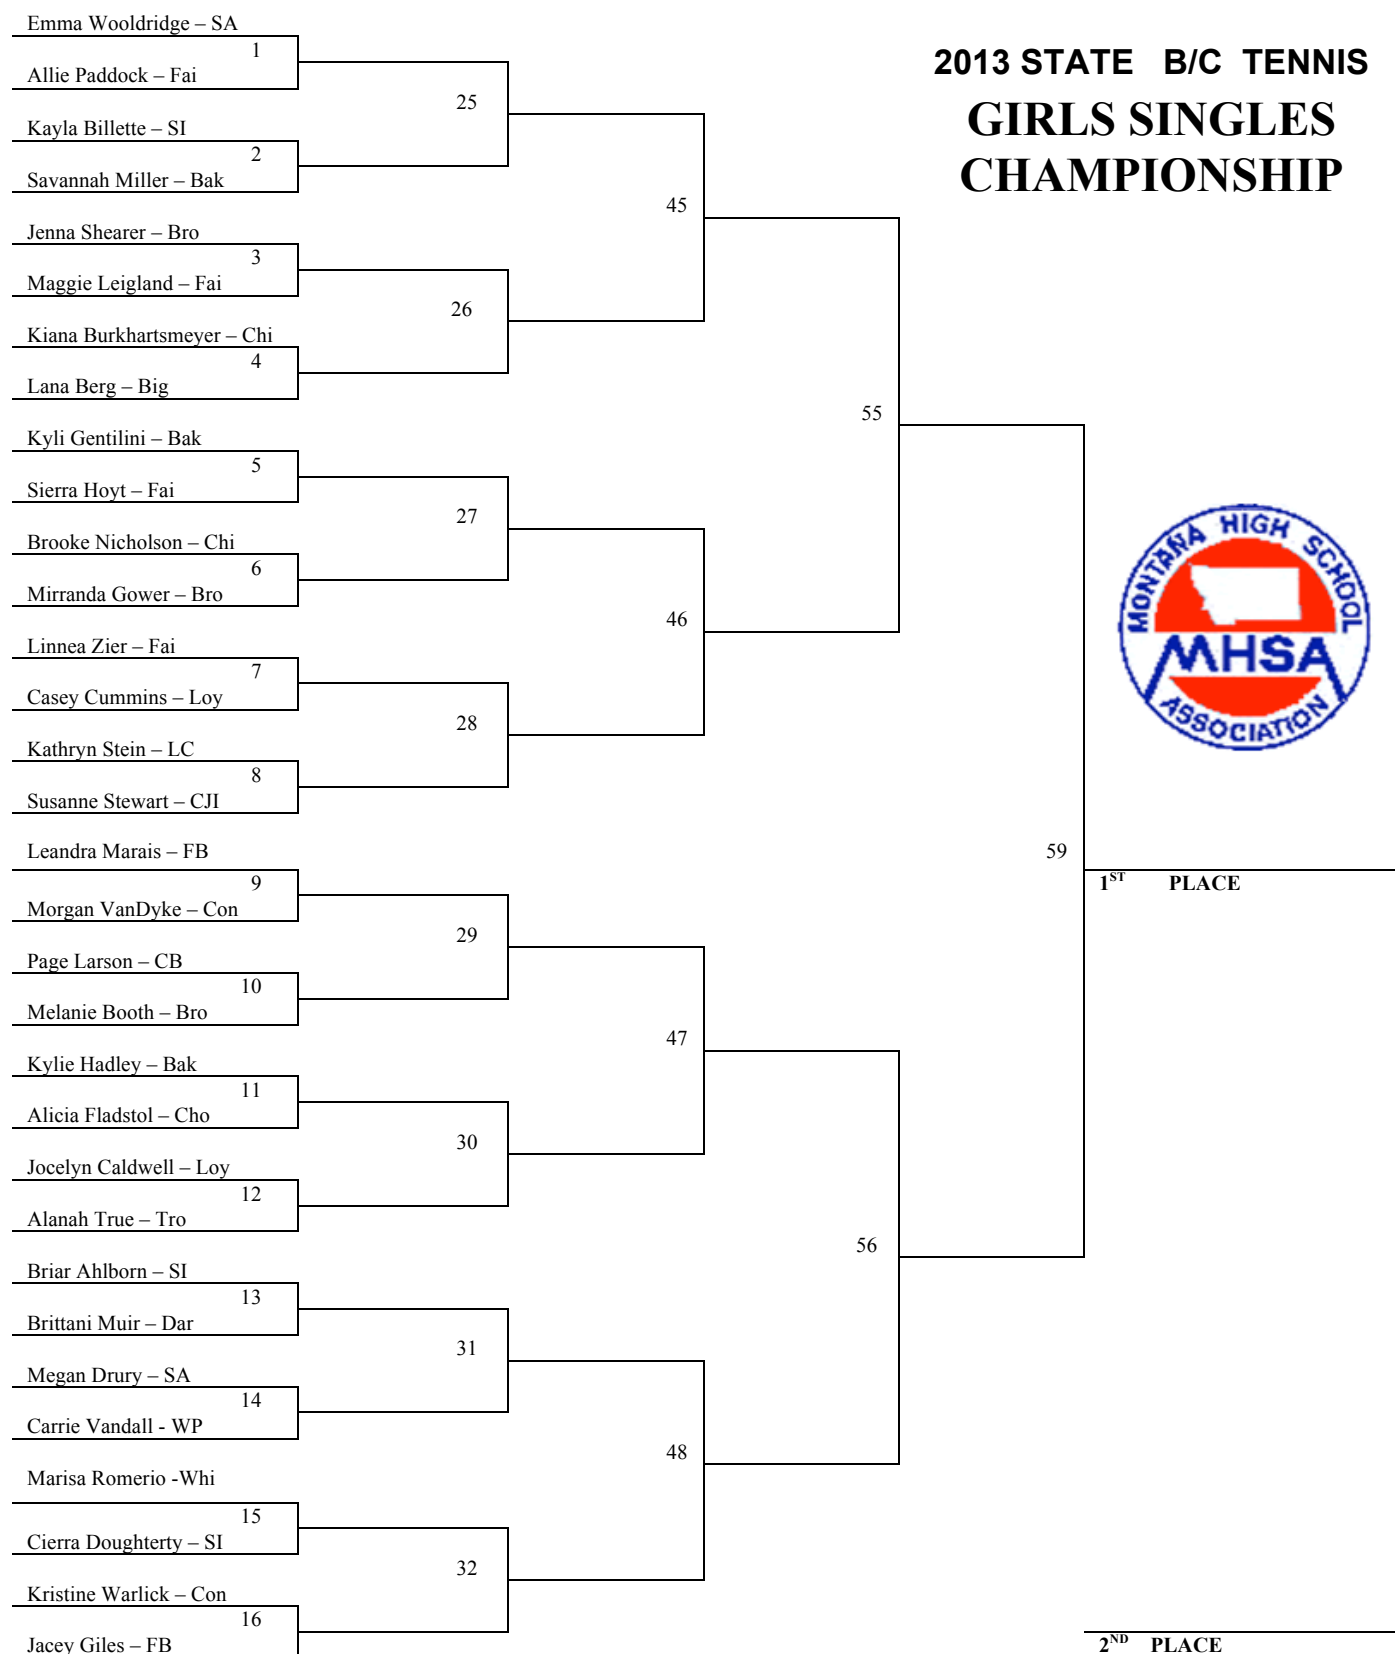 Emma Wooldridge – SA
1
Allie Paddock – Fai
25
Kayla Billette – SI
2
Savannah Miller – Bak
45
Jenna Shearer – Bro
3
Maggie Leigland – Fai
26
Kiana Burkhartsmeyer – Chi
4
Lana Berg – Big
55
Kyli Gentilini – Bak
5
Sierra Hoyt – Fai
27
Brooke Nicholson – Chi
6
Mirranda Gower – Bro
46
Linnea Zier – Fai
7
Casey Cummins – Loy
28
Kathryn Stein – LC
8
Susanne Stewart – CJI
59
Leandra Marais – FB
9
Morgan VanDyke – Con
29
Page Larson – CB
10
Melanie Booth – Bro
47
Kylie Hadley – Bak
11
Alicia Fladstol – Cho
30
Jocelyn Caldwell – Loy
12
Alanah True – Tro
56
Briar Ahlborn – SI
13
Brittani Muir – Dar
31
Megan Drury – SA
14
Carrie Vandall - WP
48
Marisa Romerio -Whi
15
Cierra Doughterty – SI
32
Kristine Warlick – Con
16
Jacey Giles – FB
2013 STATE B/C TENNIS
GIRLS SINGLES
CHAMPIONSHIP
MONTANA HIGH SCHOOL
MHSA
ASSOCIATION
1ST PLACE
2ND PLACE